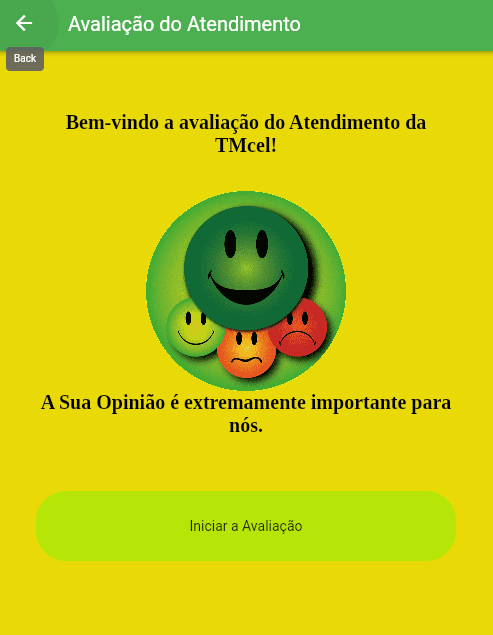 Avaliação do Atendimento
Back
Bem-vindo a avaliação do Atendimento da
TMcel!
A Sua Opinião é extremamente importante para
nós.
Iniciar a Avaliação